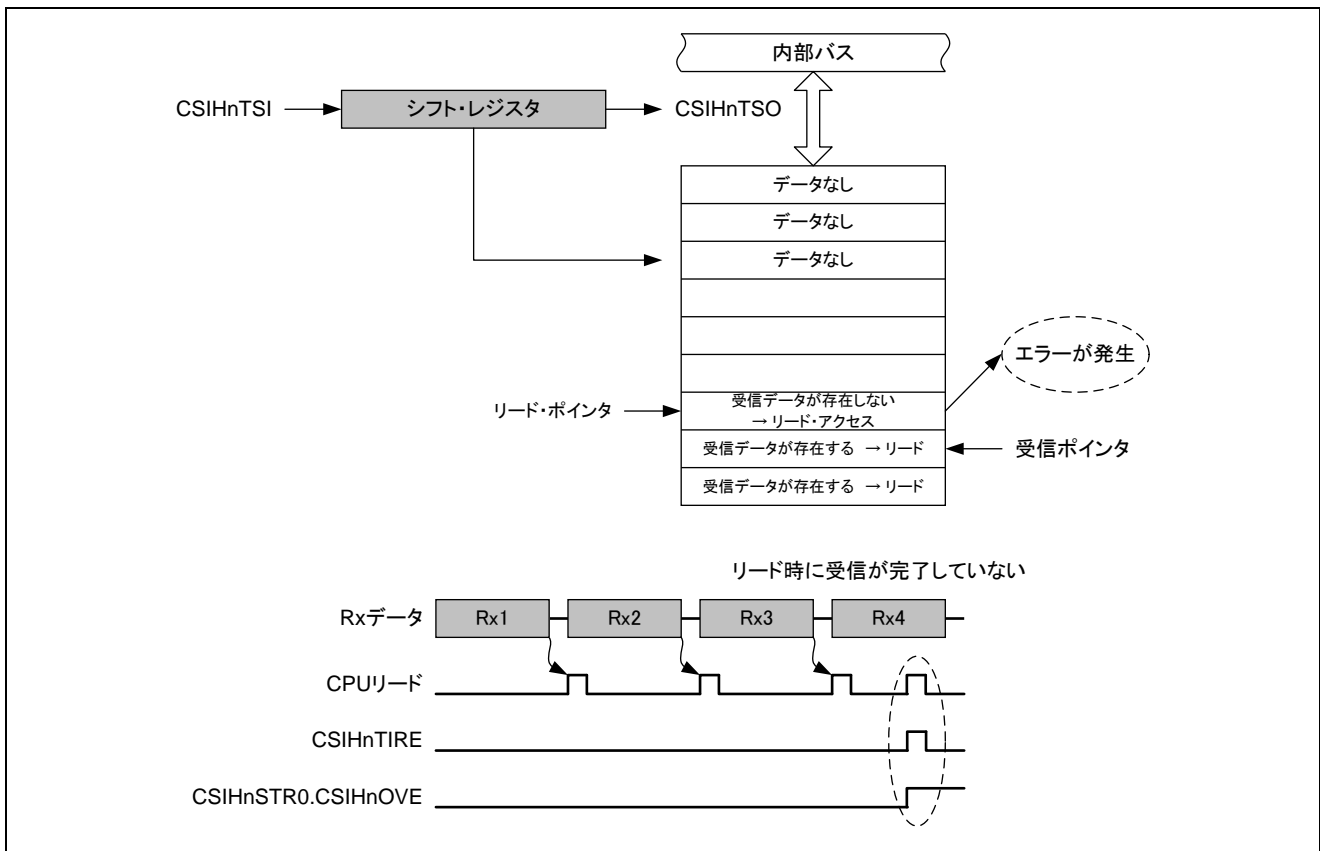 内部バス
CSIHnTSI
シフト・レジスタ
CSIHnTSO
データなし
データなし
データなし
エラーが発生
リード・ポインタ
受信データが存在しない
→ リード・アクセス
受信データが存在する → リード
受信ポインタ
受信データが存在する → リード
リード時に受信が完了していない
Rxデータ
Rx1
Rx2
Rx3
Rx4
CPUリード
CSIHnTIRE
CSIHnSTR0.CSIHnOVE